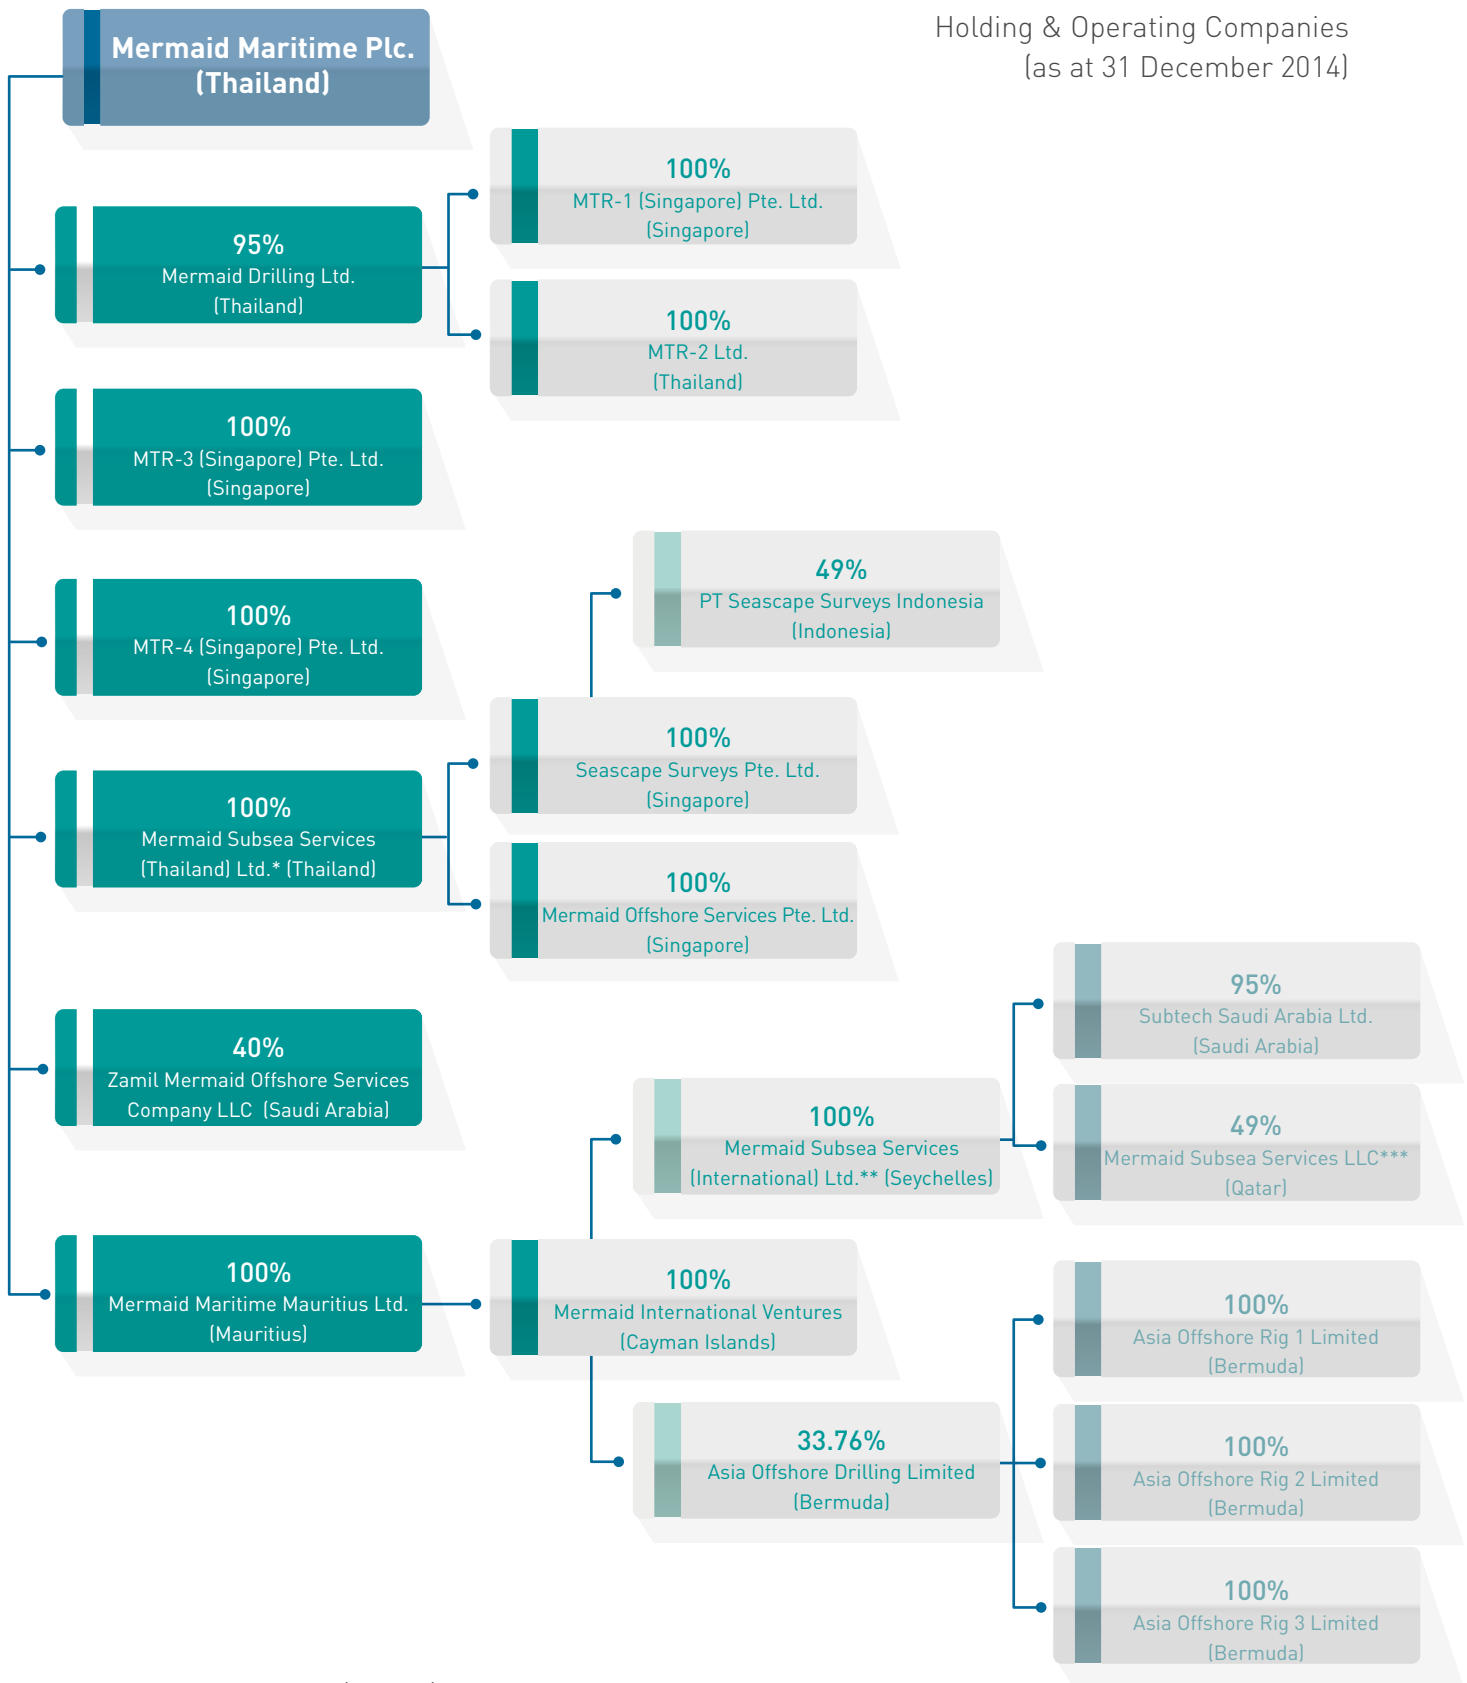 Holding & Operating Companies
(as at 31 December 2014)
Mermaid Maritime Plc.
(Thailand)
95%
Mermaid Drilling Ltd.
(Thailand)
100%
MTR-1 (Singapore) Pte. Ltd.
(Singapore)
100%
MTR-2 Ltd.
(Thailand)
100%
MTR-3 (Singapore) Pte. Ltd.
(Singapore)
100%
MTR-4 (Singapore) Pte. Ltd.
(Singapore)
49%
PT Seascape Surveys Indonesia
(Indonesia)
100%
Mermaid Subsea Services
(Thailand) Ltd.* (Thailand)
100%
Seascape Surveys Pte. Ltd.
(Singapore)
100%
Mermaid Offshore Services Pte. Ltd.
(Singapore)
40%
Zamil Mermaid Offshore Services
Company LLC (Saudi Arabia)
100%
Mermaid Maritime Mauritius Ltd.
(Mauritius)
100%
Mermaid International Ventures
(Cayman Islands)
100%
Mermaid Subsea Services
(International) Ltd.** (Seychelles)
95%
Subtech Saudi Arabia Ltd.
(Saudi Arabia)
49%
Mermaid Subsea Services LLC***
(Qatar)
33.76%
Asia Offshore Drilling Limited
(Bermuda)
100%
Asia Offshore Rig 1 Limited
(Bermuda)
100%
Asia Offshore Rig 2 Limited
(Bermuda)
100%
Asia Offshore Rig 3 Limited
(Bermuda)